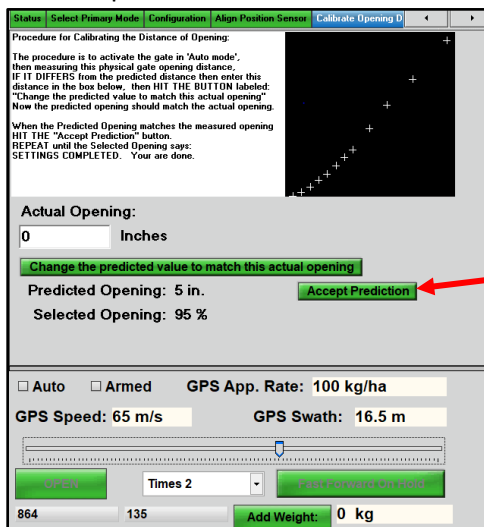 Status Select Primary Mode Configuration Align Position Sensor Calibrate Opening D
Procedure for Calibrating the Distance of Opening:
The procedure is to activate the gate in 'Auto mode',
then measuring this physical gate opening distance,
IF IT DIFFERS from the predicted distance then enter this
distance in the box below, then HIT THE BUTTON labeled:
"Change the predicted value to match this actual opening"
Now the predicted opening should match the actual opening.
When the Predicted Opening matches the measured opening
HIT THE "Accept Prediction" button.
REPEAT until the Selected Opening says:
SETTINGS COMPLETED. Your are done.
Actual Opening:
0 Inches
Change the predicted value to match this actual opening
Predicted Opening: 5 in. Accept Prediction
Selected Opening: 95 %
Auto Armed GPS App. Rate: 100 kg/ha
GPS Speed: 65 m/s GPS Swath: 16.5 m
OPEN Times 2 Fast Forward On Hold
864 135 Add Weight: 0 kg